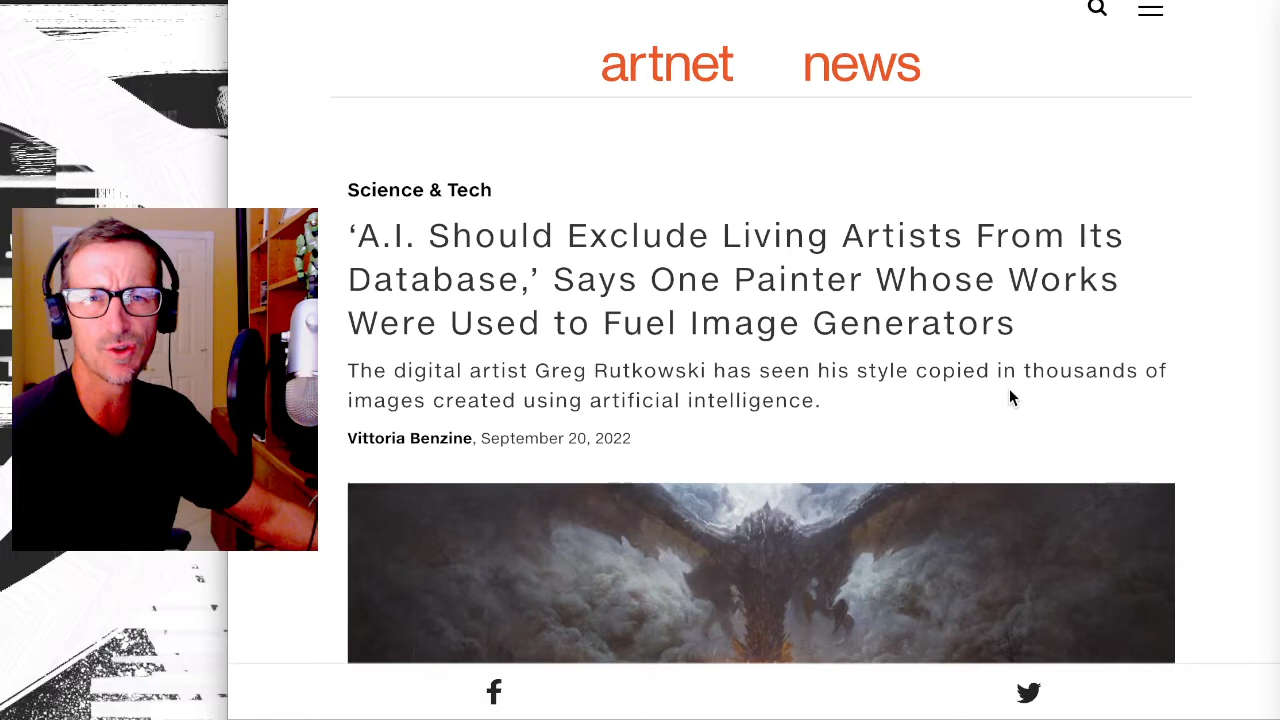 artnet news
Science & Tech
‘A.I. Should Exclude Living Artists From Its
Database,’ Says One Painter Whose Works
Were Used to Fuel Image Generators
The digital artist Greg Rutkowski has seen his style copied in thousands of
images created using artificial intelligence.
Vittoria Benzine, September 20, 2022